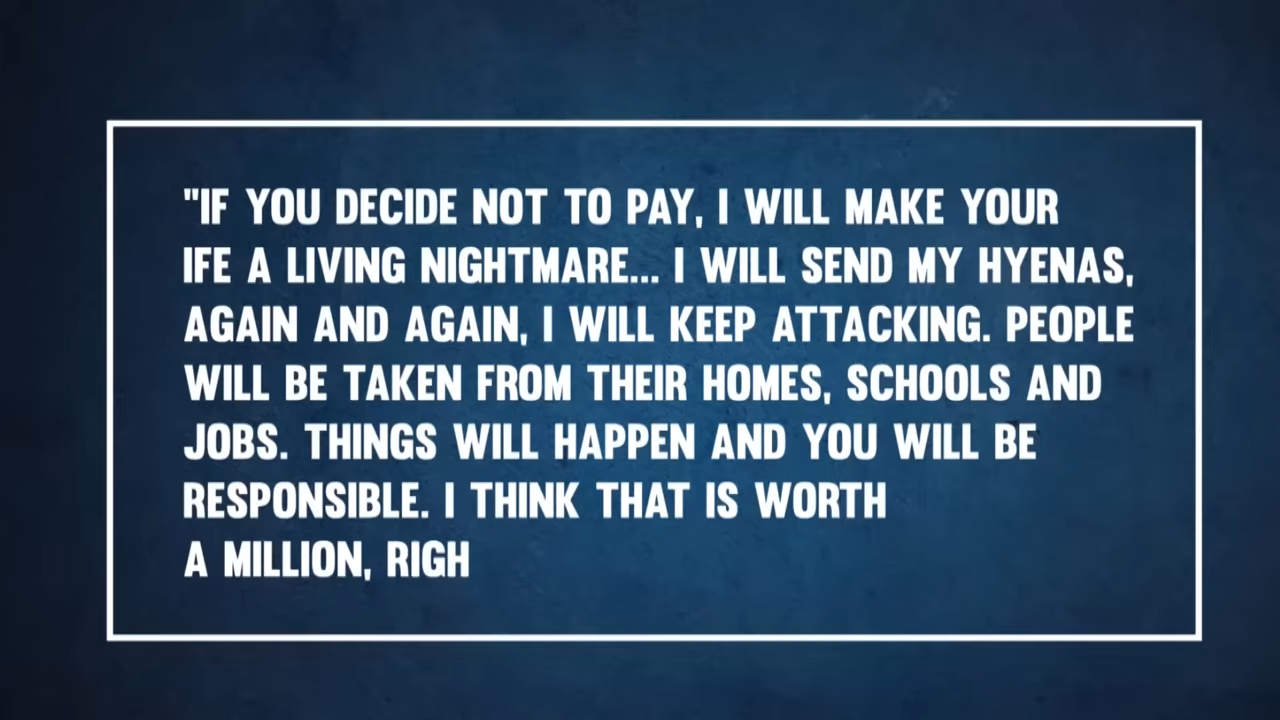 "IF YOU DECIDE NOT TO PAY, I WILL MAKE YOUR
IFE A LIVING NIGHTMARE... I WILL SEND MY HYENAS,
AGAIN AND AGAIN, I WILL KEEP ATTACKING. PEOPLE
WILL BE TAKEN FROM THEIR HOMES, SCHOOLS AND
JOBS. THINGS WILL HAPPEN AND YOU WILL BE
RESPONSIBLE. I THINK THAT IS WORTH
A MILLION, RIGH